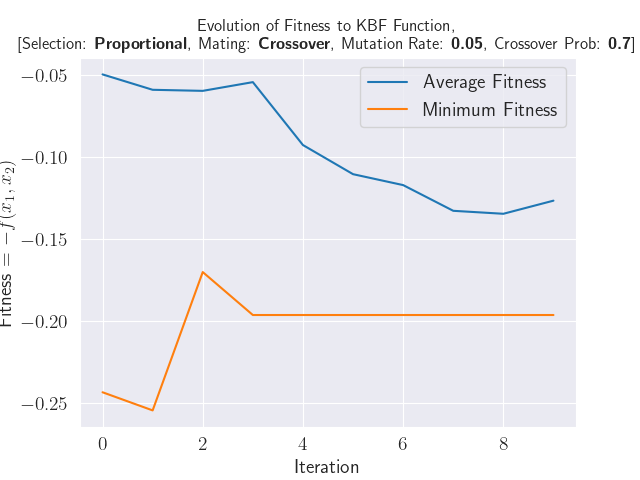 Evolution of Fitness to KBF Function,
[Selection: Proportional, Mating: Crossover, Mutation Rate: 0.05, Crossover Prob: 0.7]
Average Fitness
Minimum Fitness
Fitness = −f(x₁, x₂)
−0.05
−0.10
−0.15
−0.20
−0.25
0 2 4 6 8
Iteration